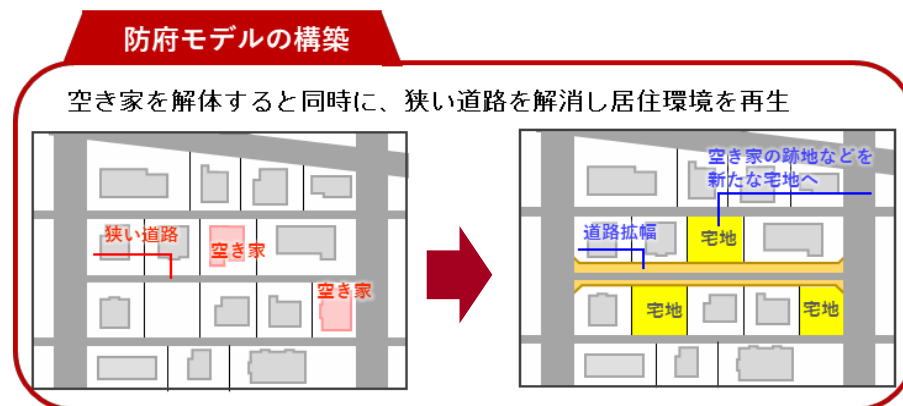 防府モデルの構築
空き家を解体すると同時に、狭い道路を解消し居住環境を再生
狭い道路
空き家
空き家
空き家の跡地などを
新たな宅地へ
道路拡幅
宅地
宅地
宅地